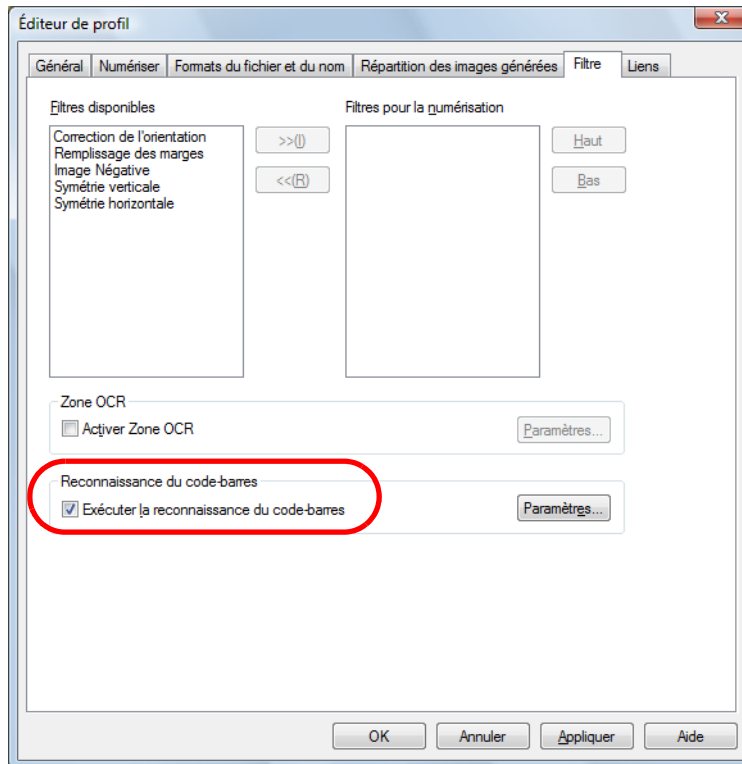 Éditeur de profil
Général Numériser Formats du fichier et du nom Répartition des images générées Filtre Liens
Filtres disponibles Filtres pour la numérisation
Correction de l'orientation >>(I) Haut
Remplissage des marges
Image Négative <<(R) Bas
Symétrie verticale
Symétrie horizontale
Zone OCR
Activer Zone OCR Paramètres...
Reconnaissance du code-barres
Exécuter la reconnaissance du code-barres Paramètres...
OK Annuler Appliquer Aide